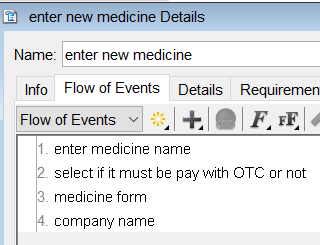 enter new medicine Details
Name: enter new medicine
Info Flow of Events Details Requiremen
Flow of Events F FF
1. enter medicine name
2. select if it must be pay with OTC or not
3. medicine form
4. company name